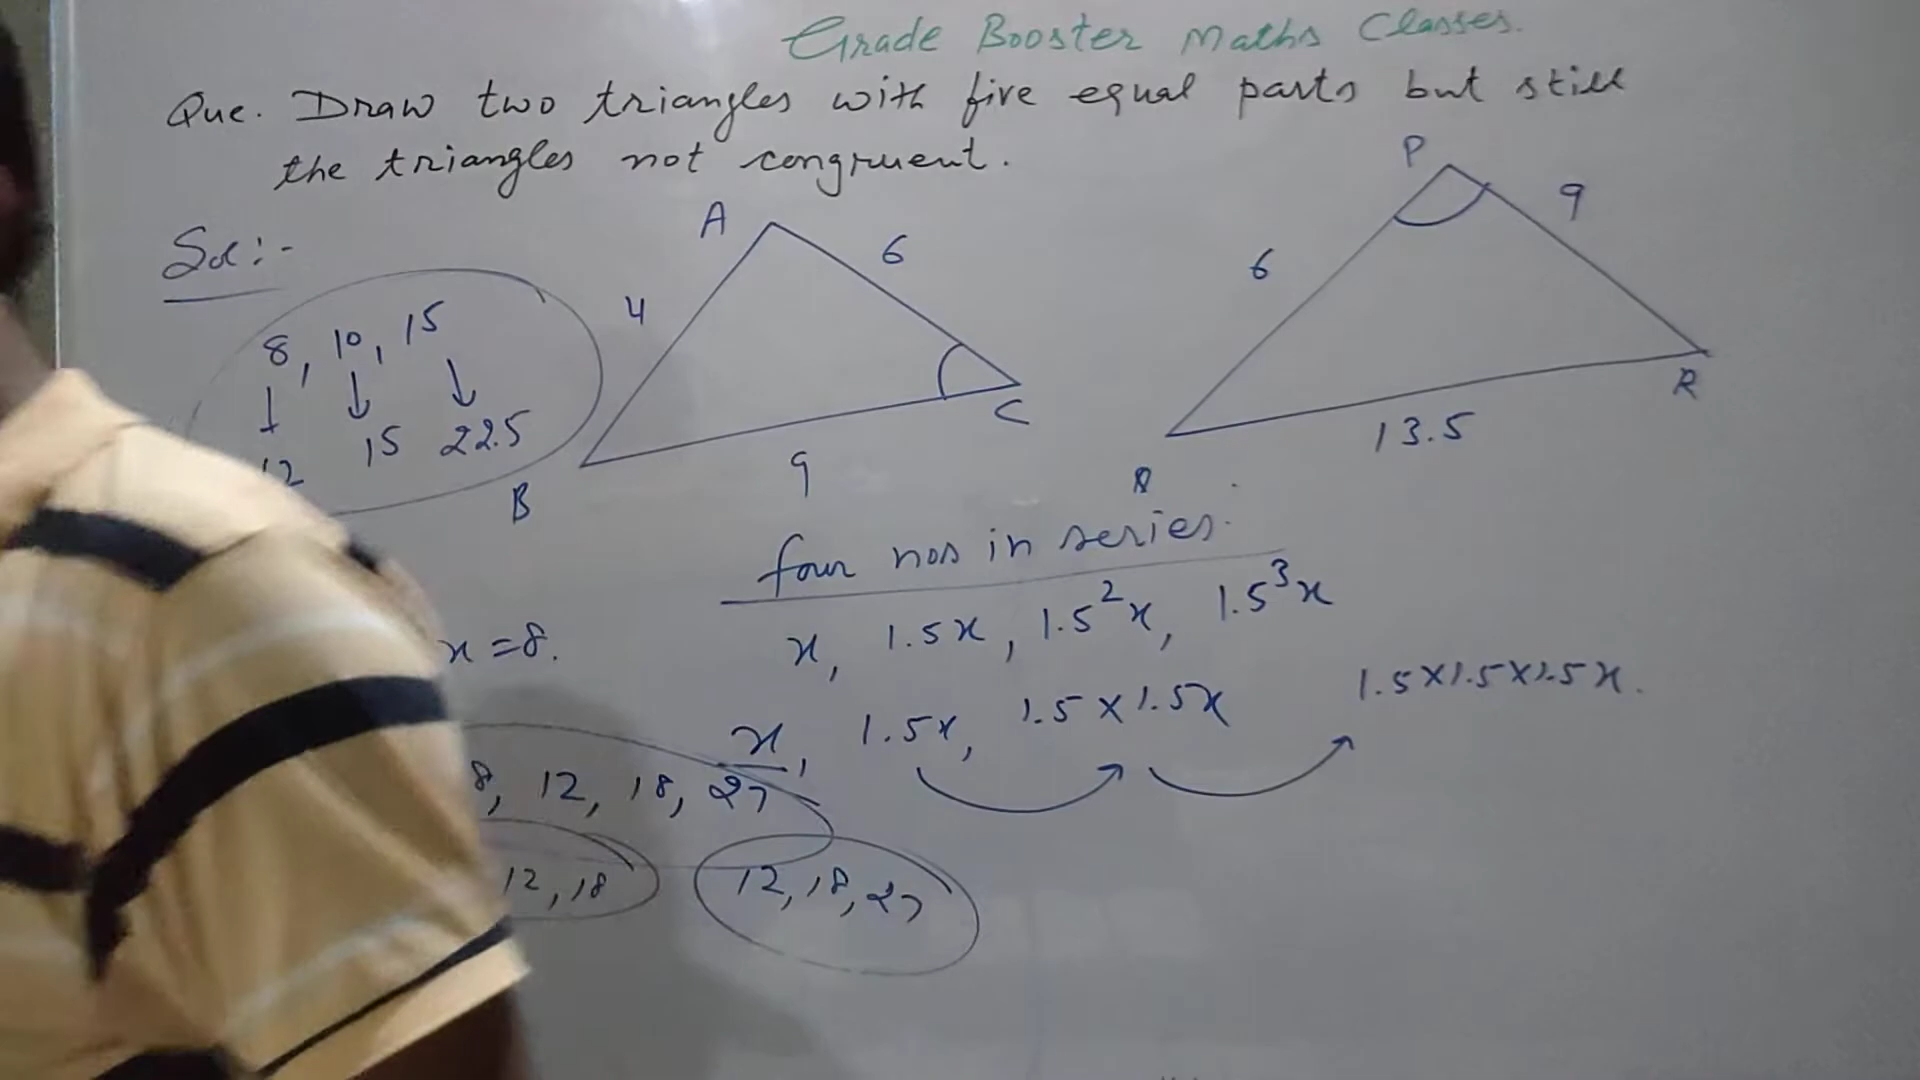 Grade Booster Maths Classes.
Que. Draw two triangles with five equal parts but still
the triangles not congruent.
Sol:-
8, 10, 15
↓ ↓ ↓
12 15 22.5
A
4
6
B
9
C
P
6
9
R
13.5
four nos in series.
x, 1.5x, 1.5²x, 1.5³x
x, 1.5x, 1.5×1.5x 1.5×1.5×1.5x.
x=8.
8, 12, 18, 27
12, 18
12, 18, 27